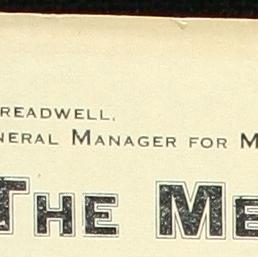 READWELL,
NERAL MANAGER FOR M
THE ME